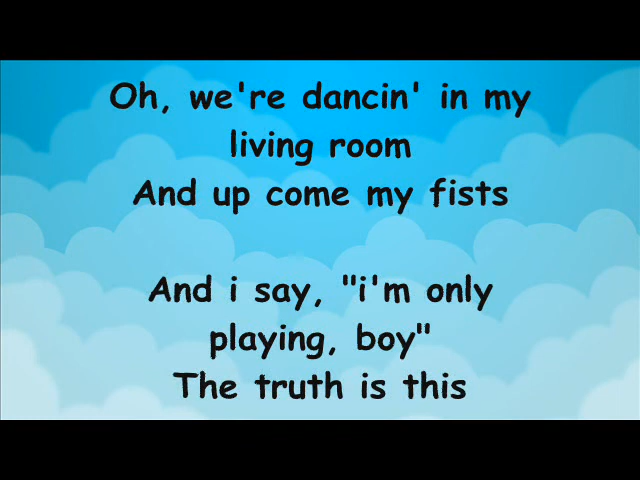 Oh, we're dancin' in my
living room
And up come my fists
And i say, "i'm only
playing, boy"
The truth is this